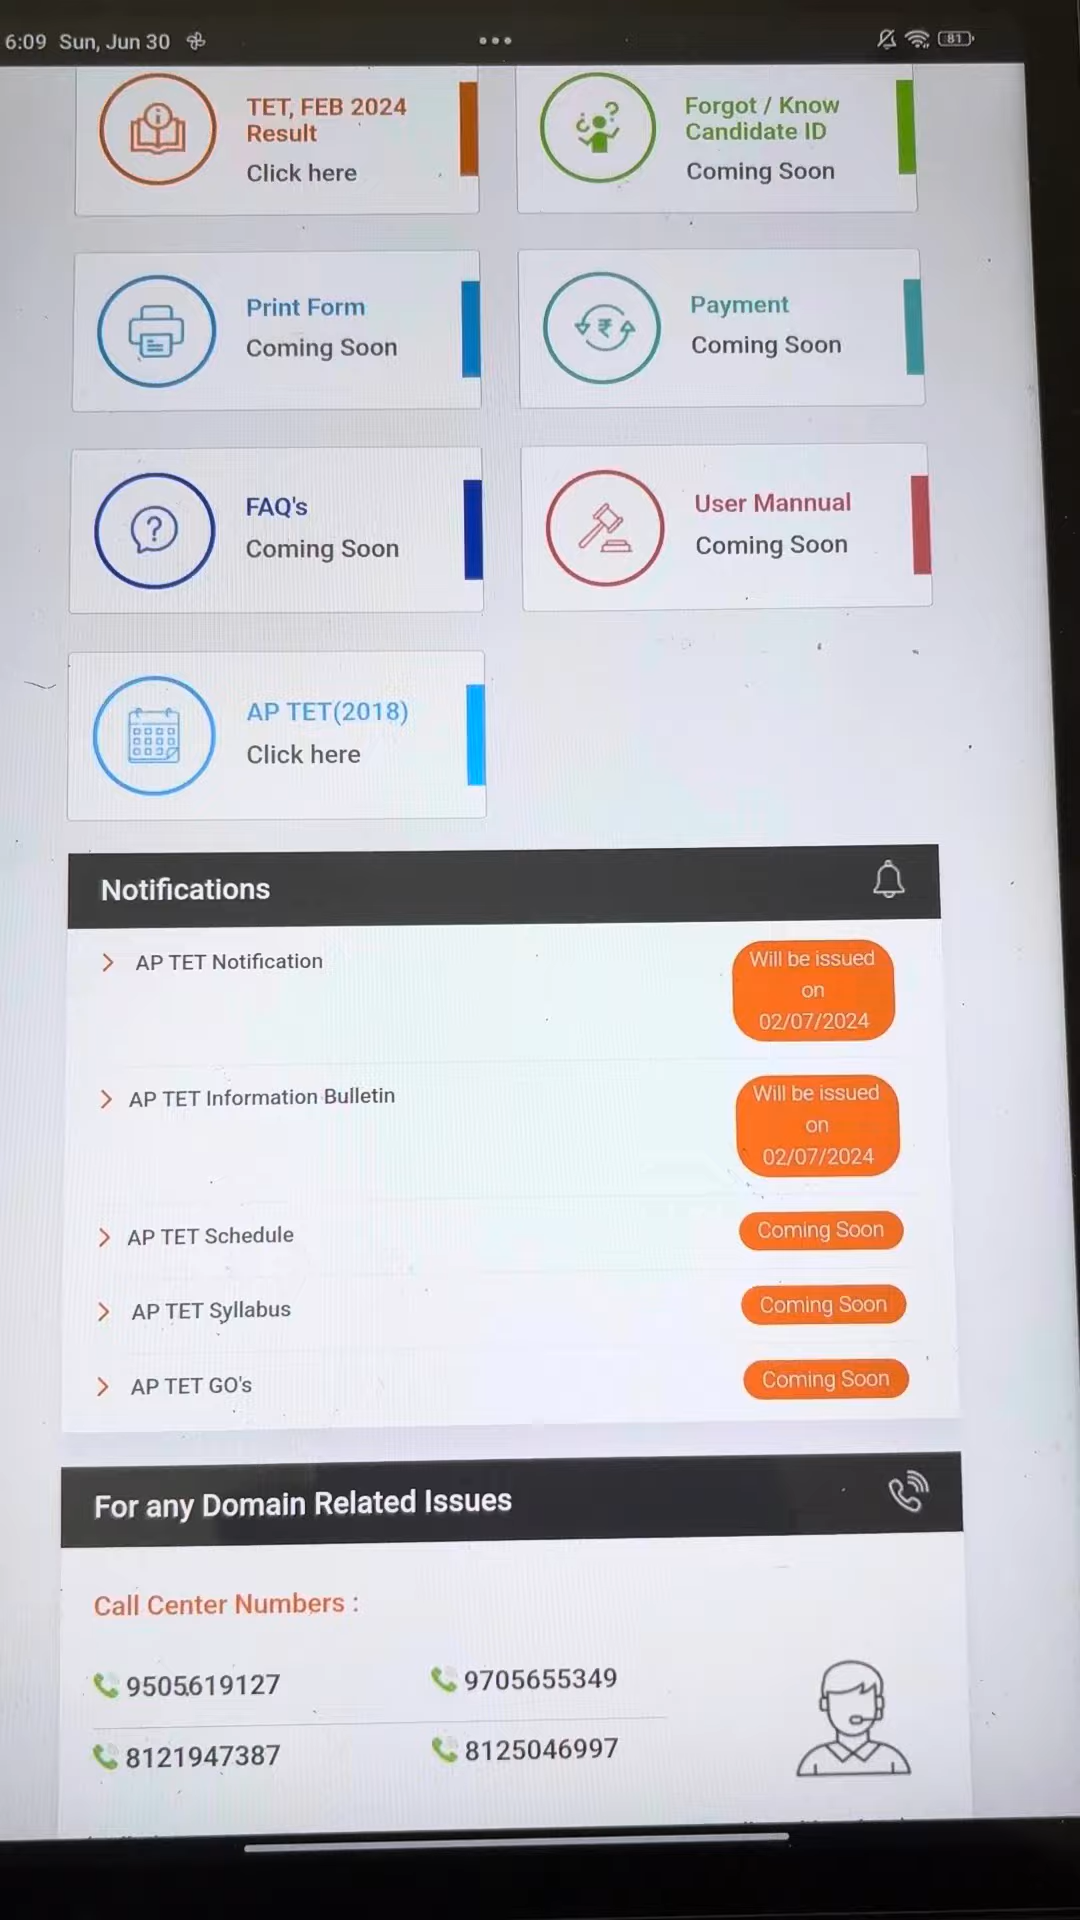 6:09 Sun, Jun 30
81
TET, FEB 2024
Result
Click here
Forgot / Know
Candidate ID
Coming Soon
Print Form
Coming Soon
Payment
Coming Soon
FAQ's
Coming Soon
User Mannual
Coming Soon
AP TET(2018)
Click here
Notifications
AP TET Notification
Will be issued
on
02/07/2024
AP TET Information Bulletin
Will be issued
on
02/07/2024
AP TET Schedule
Coming Soon
AP TET Syllabus
Coming Soon
AP TET GO's
Coming Soon
For any Domain Related Issues
Call Center Numbers :
9505619127
9705655349
8121947387
8125046997